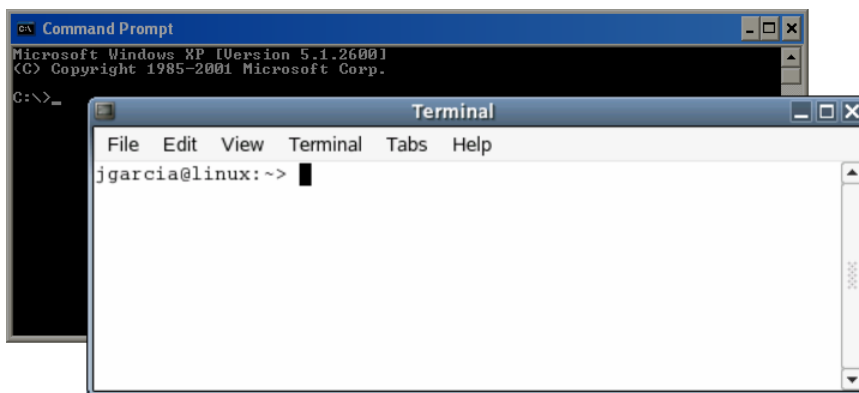 Command Prompt
Microsoft Windows XP [Version 5.1.2600]
(C) Copyright 1985-2001 Microsoft Corp.
C:\>_
Terminal
File Edit View Terminal Tabs Help
jgarcia@linux:~>